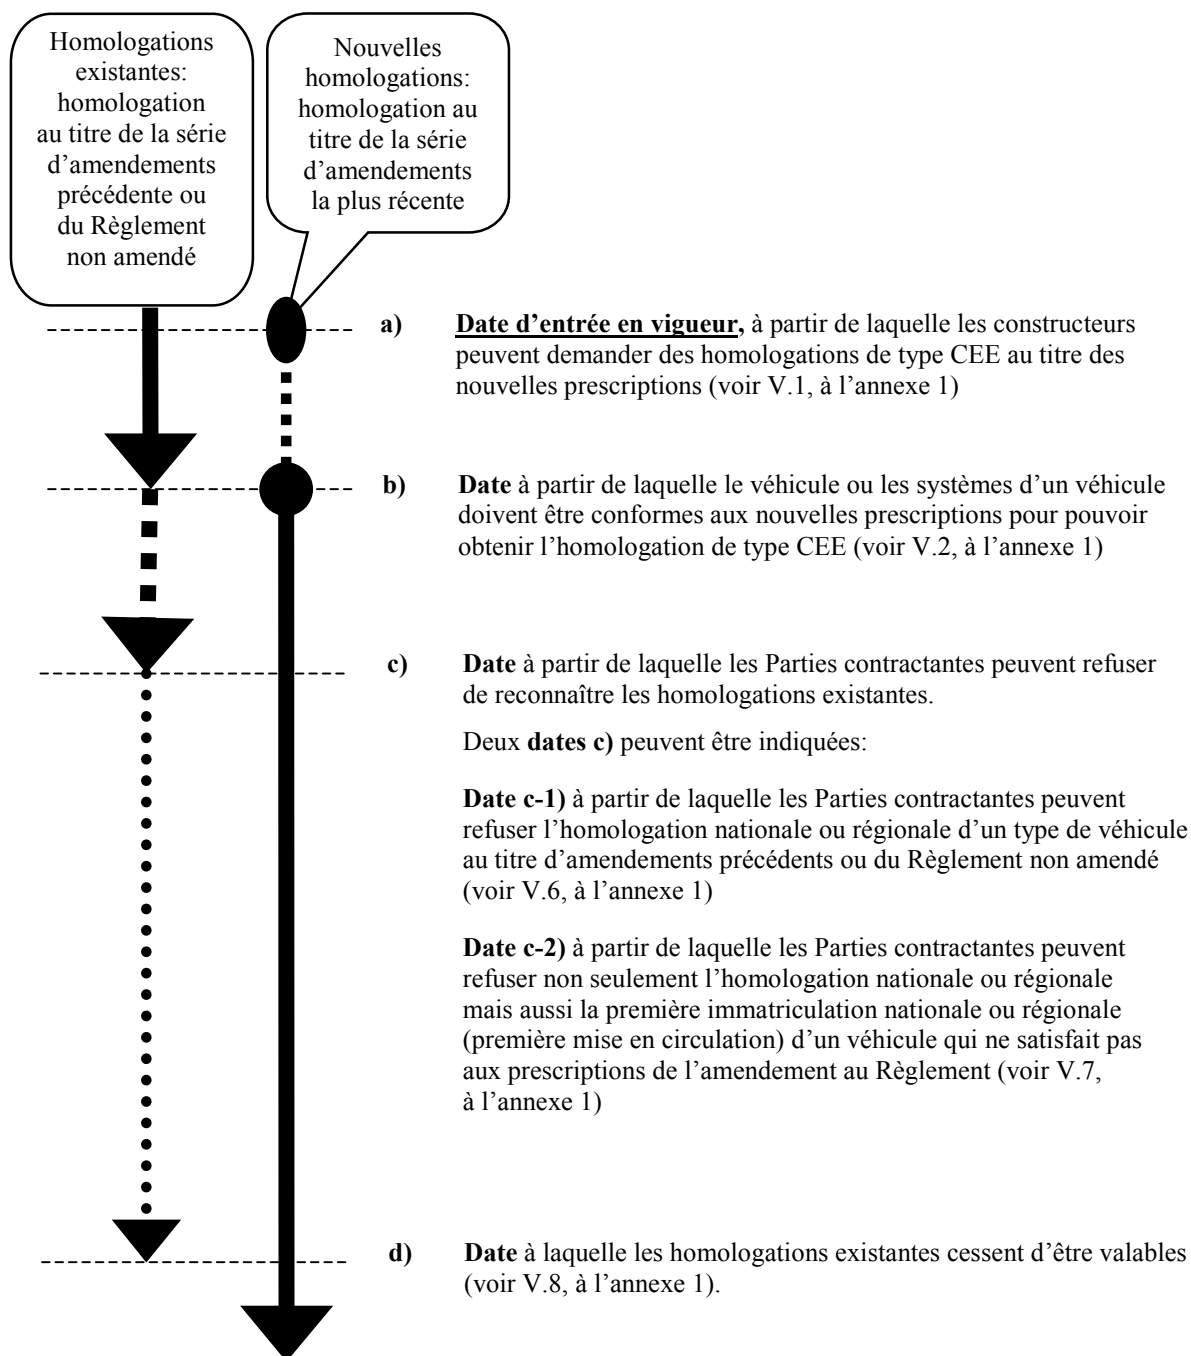 Homologations
existantes:
homologation
au titre de la série
d’amendements
précédente ou
du Règlement
non amendé
Nouvelles
homologations:
homologation au
titre de la série
d’amendements
la plus récente
a) Date d’entrée en vigueur, à partir de laquelle les constructeurs
peuvent demander des homologations de type CEE au titre des
nouvelles prescriptions (voir V.1, à l’annexe 1)
b) Date à partir de laquelle le véhicule ou les systèmes d’un véhicule
doivent être conformes aux nouvelles prescriptions pour pouvoir
obtenir l’homologation de type CEE (voir V.2, à l’annexe 1)
c) Date à partir de laquelle les Parties contractantes peuvent refuser
de reconnaître les homologations existantes.
Deux dates c) peuvent être indiquées:
Date c-1) à partir de laquelle les Parties contractantes peuvent
refuser l’homologation nationale ou régionale d’un type de véhicule
au titre d’amendements précédents ou du Règlement non amendé
(voir V.6, à l’annexe 1)
Date c-2) à partir de laquelle les Parties contractantes peuvent
refuser non seulement l’homologation nationale ou régionale
mais aussi la première immatriculation nationale ou régionale
(première mise en circulation) d’un véhicule qui ne satisfait pas
aux prescriptions de l’amendement au Règlement (voir V.7,
à l’annexe 1)
d) Date à laquelle les homologations existantes cessent d’être valables
(voir V.8, à l’annexe 1).